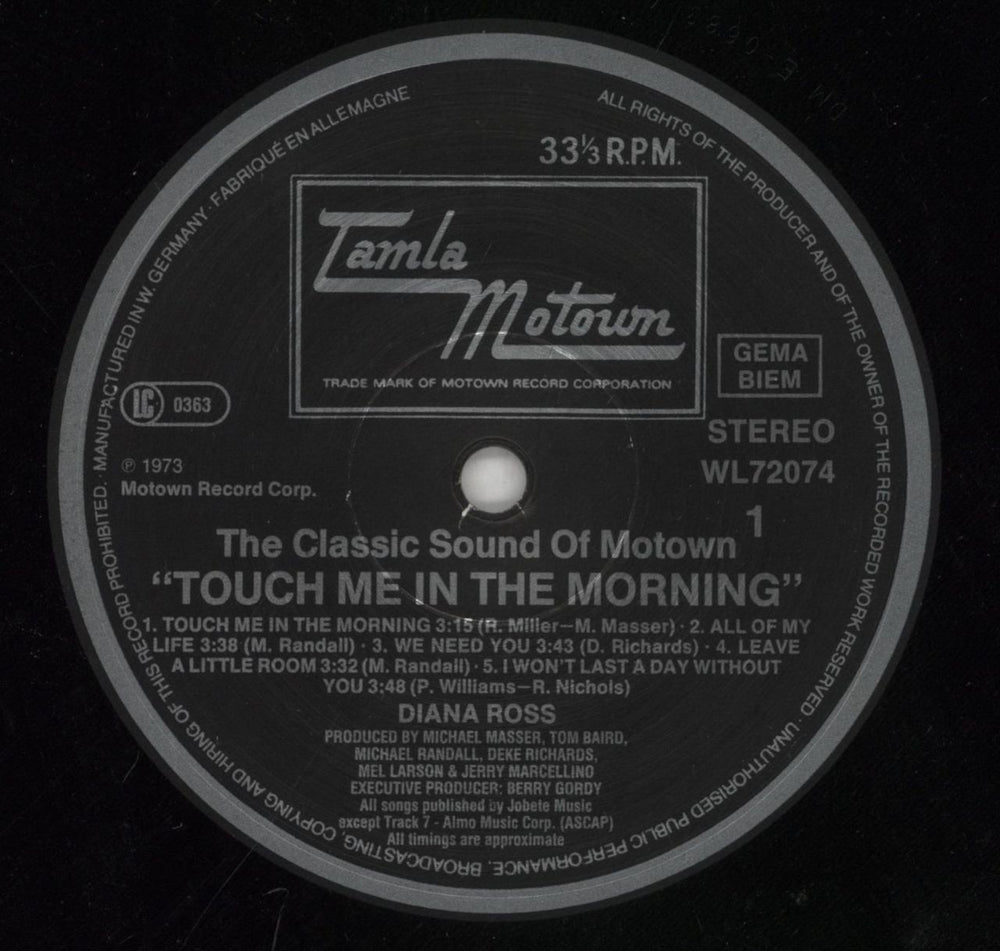 MANUFACTURED IN W. GERMANY · FABRIQUÉ EN ALLEMAGNE
ALL RIGHTS OF THE PRODUCER AND OF THE OWNER OF THE RECORDED WORK RESERVED · UNAUTHORISED PUBLIC PERFORMANCE, BROADCASTING, COPYING AND HIRING OF THIS RECORD PROHIBITED. ·
33⅓ R.P.M.
Tamla
Motown
TRADE MARK OF MOTOWN RECORD CORPORATION
GEMA
BIEM
LC 0363
STEREO
WL72074
℗ 1973
Motown Record Corp.
1
The Classic Sound Of Motown
“TOUCH ME IN THE MORNING”
1. TOUCH ME IN THE MORNING 3:15 (R. Miller–M. Masser) · 2. ALL OF MY
LIFE 3:38 (M. Randall) · 3. WE NEED YOU 3:43 (D. Richards) · 4. LEAVE
A LITTLE ROOM 3:32 (M. Randall) · 5. I WON'T LAST A DAY WITHOUT
YOU 3:48 (P. Williams–R. Nichols)
DIANA ROSS
PRODUCED BY MICHAEL MASSER, TOM BAIRD,
MICHAEL RANDALL, DEKE RICHARDS,
MEL LARSON & JERRY MARCELLINO
EXECUTIVE PRODUCER: BERRY GORDY
All songs published by Jobete Music
except Track 7 - Almo Music Corp. (ASCAP)
All timings are approximate